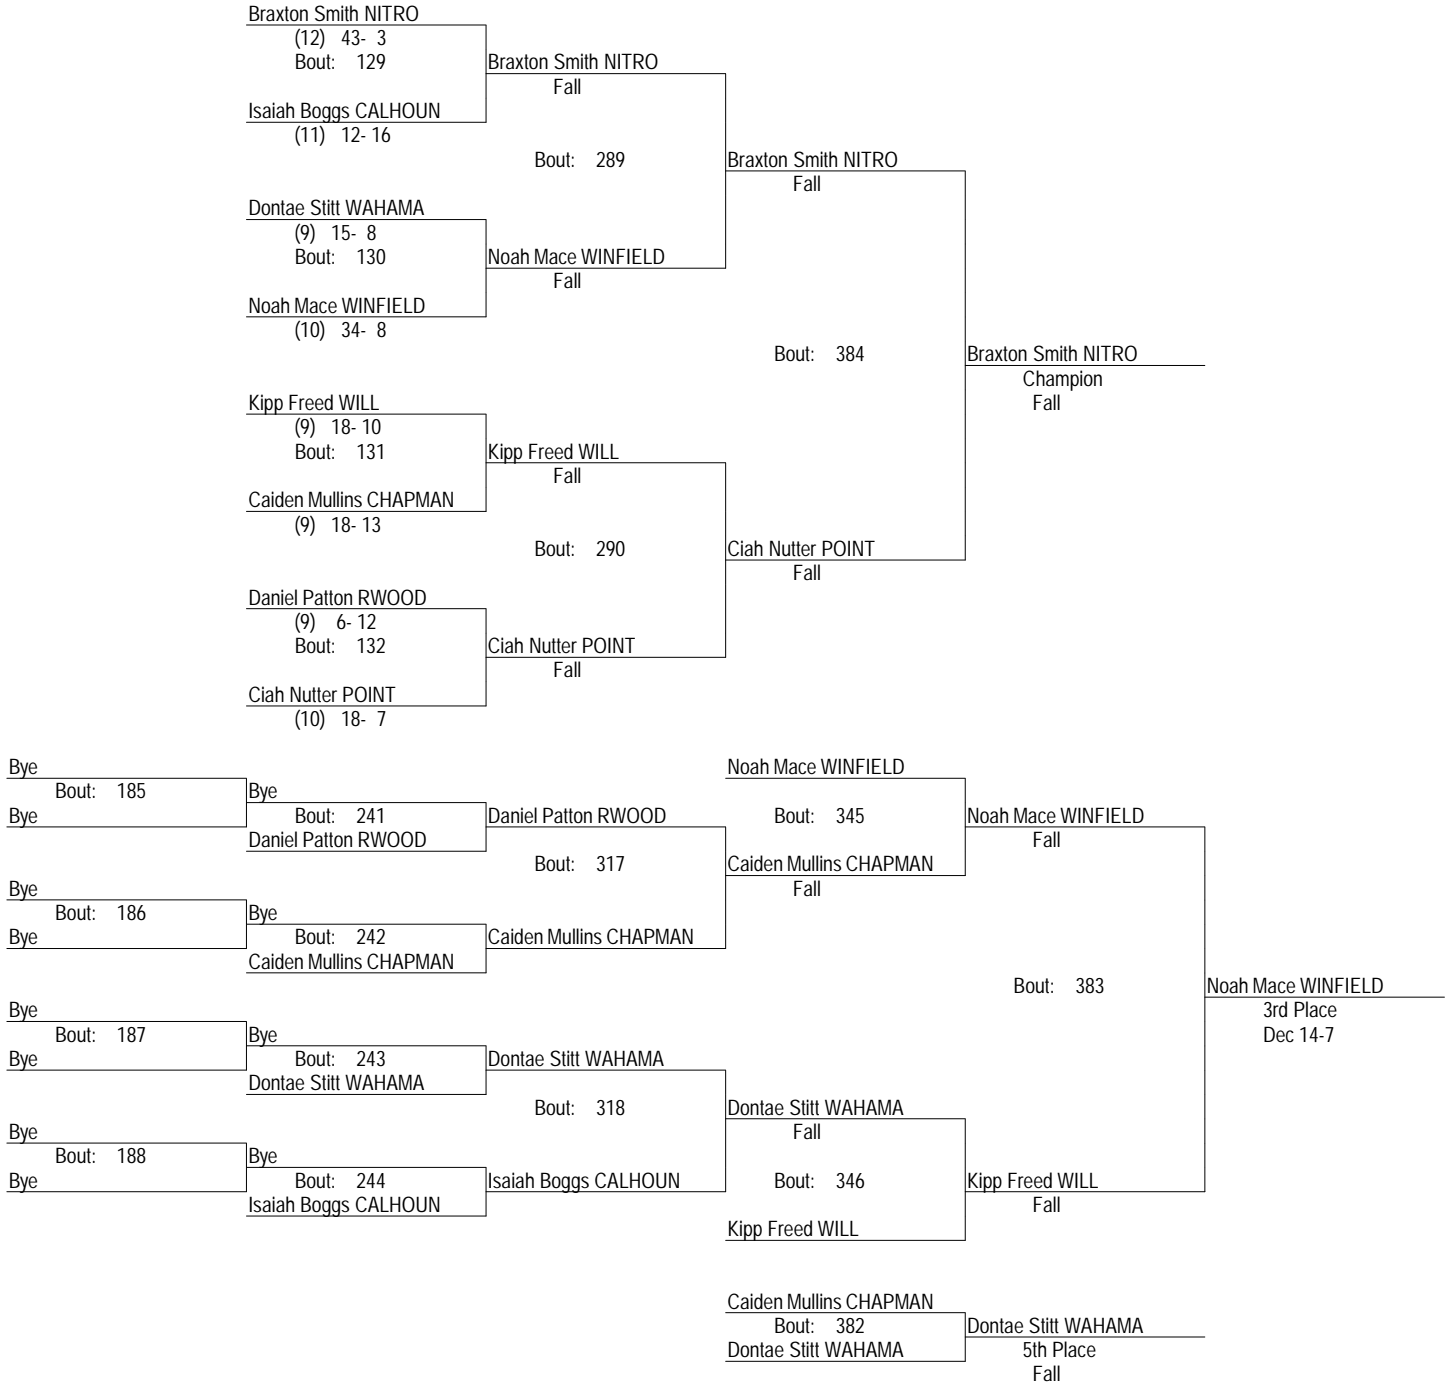 Braxton Smith NITRO
(12) 43- 3
Bout: 129
Braxton Smith NITRO
Fall
Isaiah Boggs CALHOUN
(11) 12- 16
Bout: 289
Braxton Smith NITRO
Fall
Dontae Stitt WAHAMA
(9) 15- 8
Bout: 130
Noah Mace WINFIELD
Fall
Noah Mace WINFIELD
(10) 34- 8
Bout: 384
Braxton Smith NITRO
Champion
Fall
Kipp Freed WILL
(9) 18- 10
Bout: 131
Kipp Freed WILL
Fall
Caiden Mullins CHAPMAN
(9) 18- 13
Bout: 290
Ciah Nutter POINT
Fall
Daniel Patton RWOOD
(9) 6- 12
Bout: 132
Ciah Nutter POINT
Fall
Ciah Nutter POINT
(10) 18- 7
Bye
Bout: 185
Bye
Bye
Bout: 241
Daniel Patton RWOOD
Daniel Patton RWOOD
Bout: 317
Noah Mace WINFIELD
Bout: 345
Caiden Mullins CHAPMAN
Fall
Noah Mace WINFIELD
Fall
Bye
Bout: 186
Bye
Bye
Bout: 242
Caiden Mullins CHAPMAN
Caiden Mullins CHAPMAN
Bout: 383
Noah Mace WINFIELD
3rd Place
Dec 14-7
Bye
Bout: 187
Bye
Bye
Bout: 243
Dontae Stitt WAHAMA
Dontae Stitt WAHAMA
Bout: 318
Dontae Stitt WAHAMA
Fall
Bye
Bout: 188
Bye
Bye
Bout: 244
Isaiah Boggs CALHOUN
Isaiah Boggs CALHOUN
Bout: 346
Kipp Freed WILL
Kipp Freed WILL
Fall
Caiden Mullins CHAPMAN
Bout: 382
Dontae Stitt WAHAMA
Dontae Stitt WAHAMA
5th Place
Fall